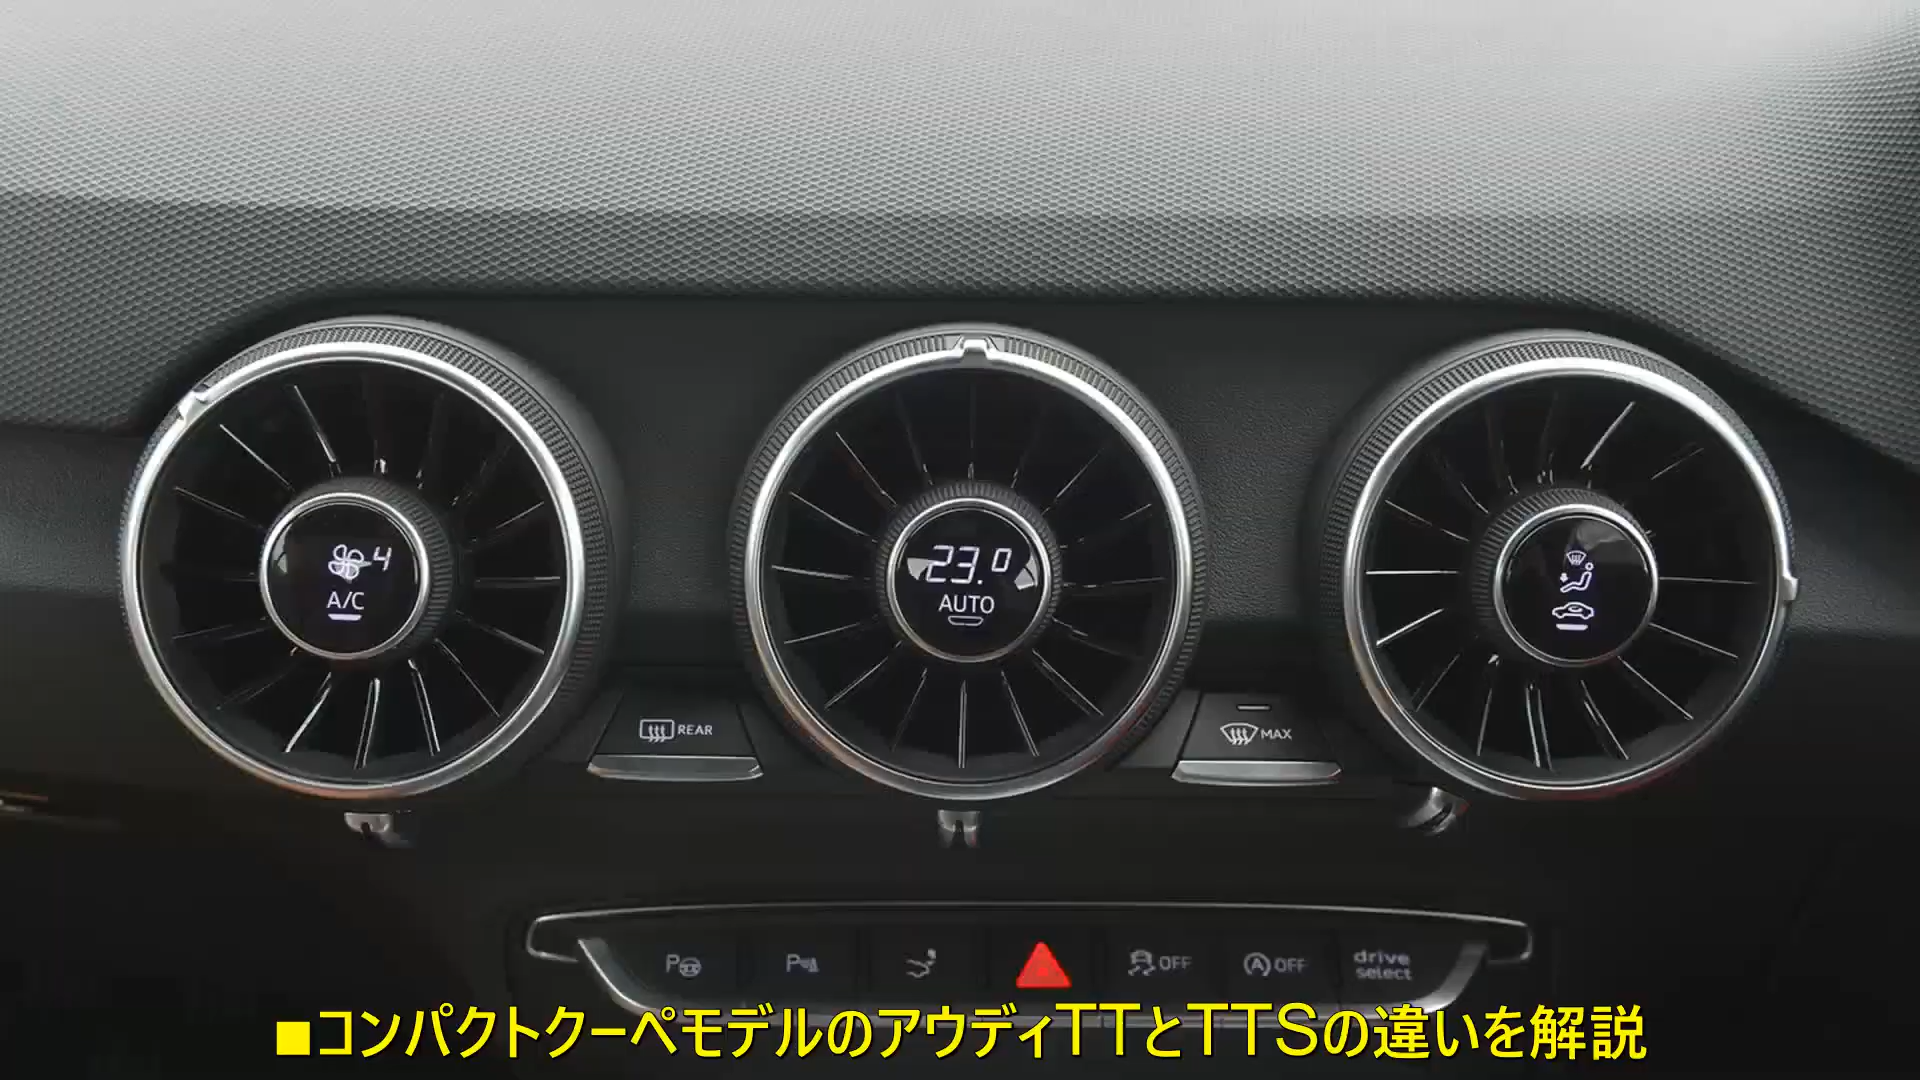 4
A/C
23.0
AUTO
REAR
MAX
P
P
OFF
A OFF
drive
select
■コンパクトクーペモデルのアウディTTとTTSの違いを解説